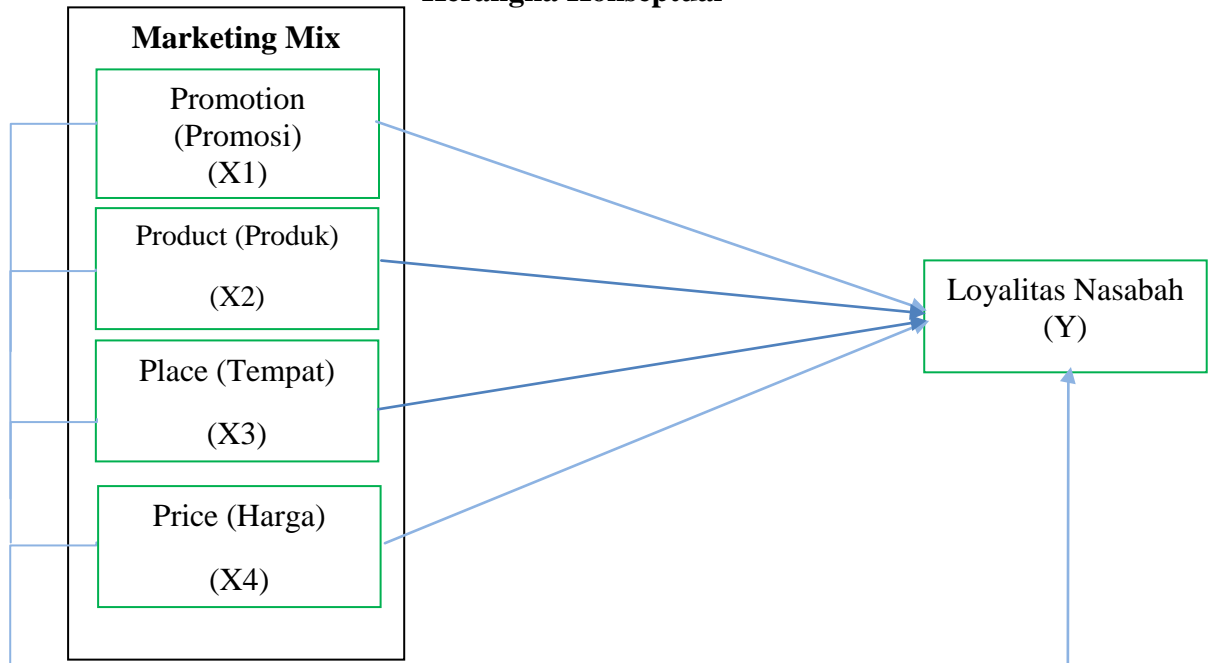 Marketing Mix
Promotion
(Promosi)
(X1)
Product (Produk)
(X2)
Place (Tempat)
(X3)
Price (Harga)
(X4)
Loyalitas Nasabah
(Y)